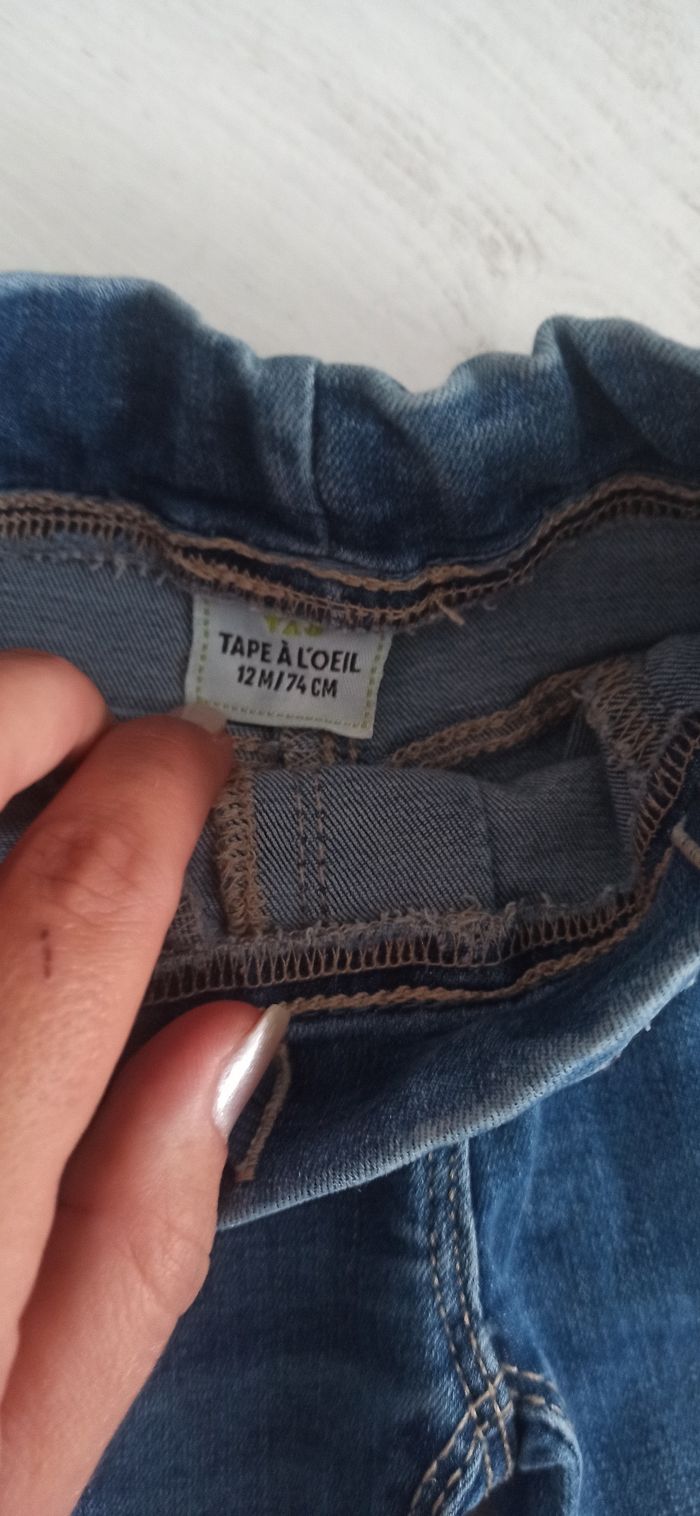 TAPE À L'OEIL
12 M/74 CM